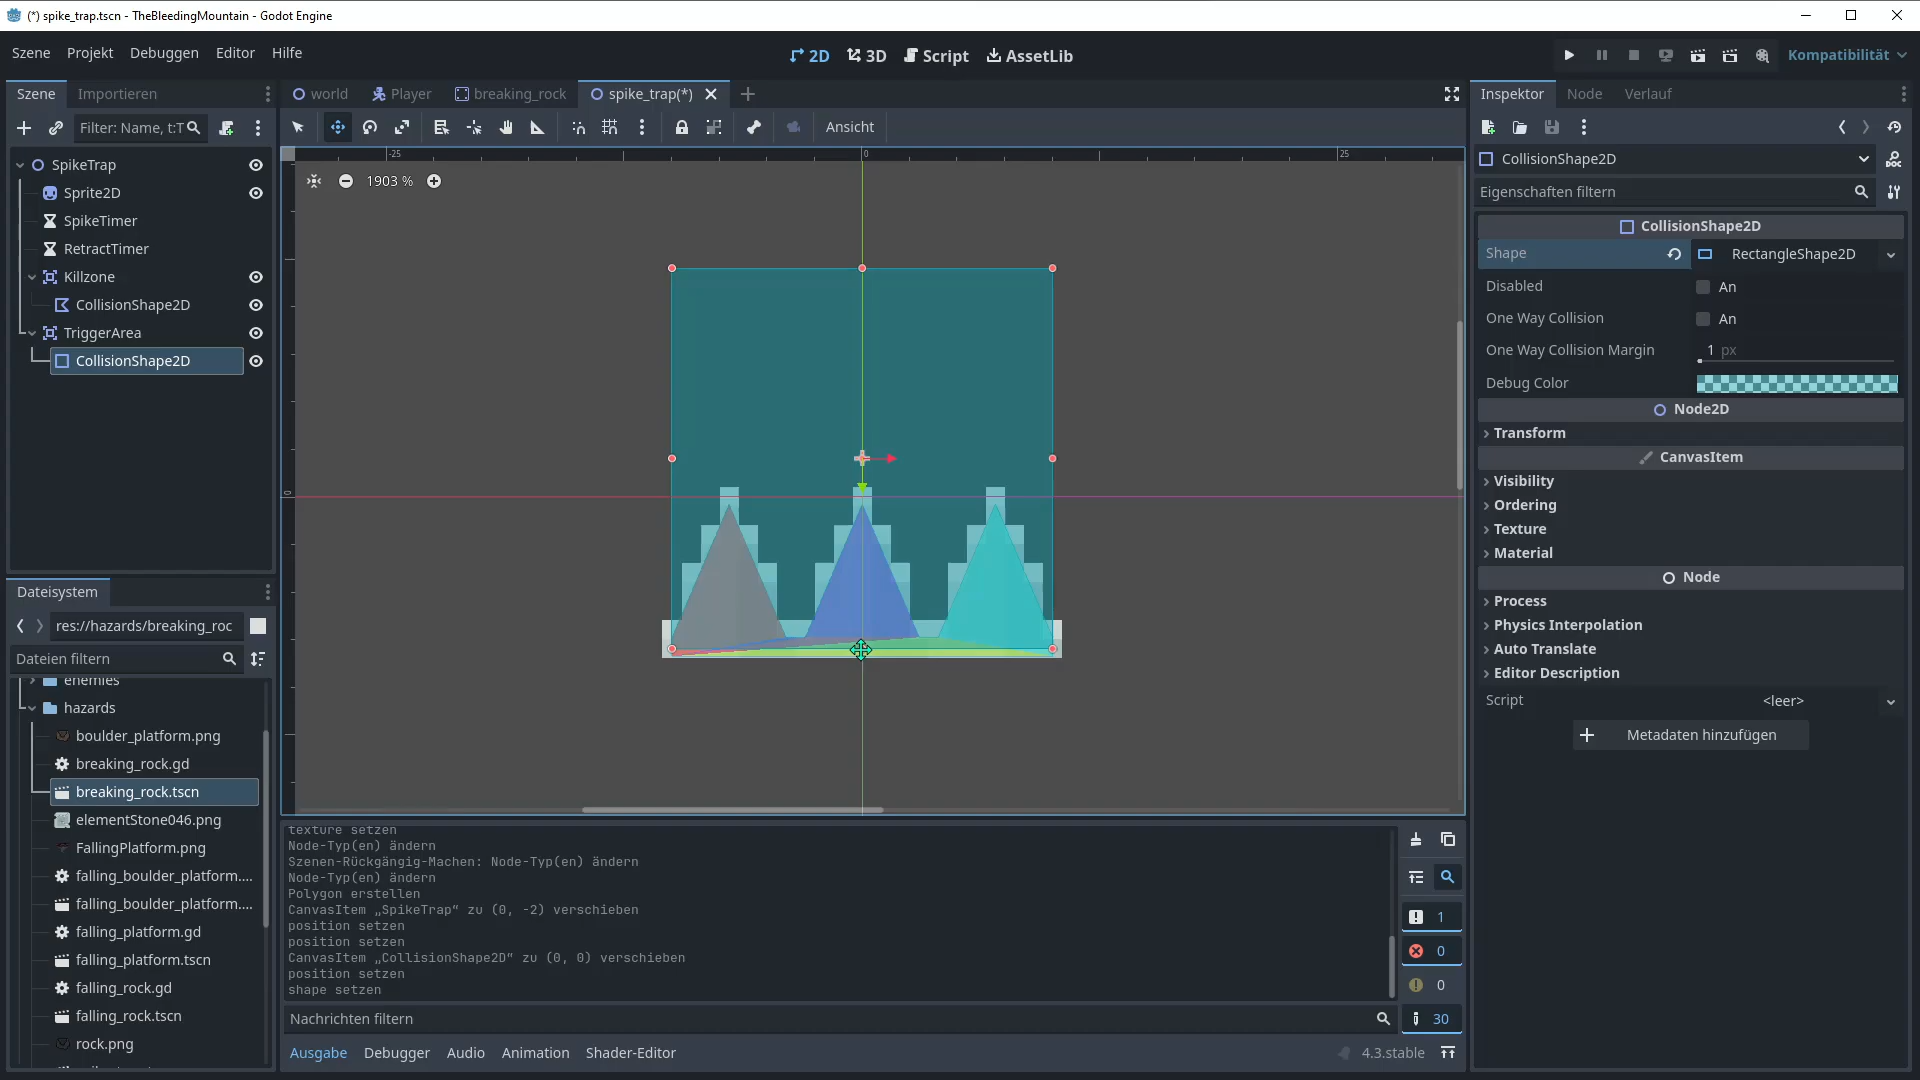 (*) spike_trap.tscn - TheBleedingMountain - Godot Engine
Szene Projekt Debuggen Editor Hilfe
2D 3D Script AssetLib
Kompatibilität
Szene Importieren
world Player breaking_rock spike_trap(*)
Inspektor Node Verlauf
Filter: Name, t:T
Ansicht
SpikeTrap
Sprite2D
SpikeTimer
RetractTimer
Killzone
CollisionShape2D
TriggerArea
CollisionShape2D
-25 0 25
1903 %
0
CollisionShape2D
Eigenschaften filtern
CollisionShape2D
Shape RectangleShape2D
Disabled An
One Way Collision An
One Way Collision Margin 1 px
Debug Color
Node2D
Transform
CanvasItem
Visibility
Ordering
Texture
Material
Node
Process
Physics Interpolation
Auto Translate
Editor Description
Script <leer>
Metadaten hinzufügen
Dateisystem
res://hazards/breaking_roc
Dateien filtern
enemies
hazards
boulder_platform.png
breaking_rock.gd
breaking_rock.tscn
elementStone046.png
FallingPlatform.png
falling_boulder_platform....
falling_boulder_platform....
falling_platform.gd
falling_platform.tscn
falling_rock.gd
falling_rock.tscn
rock.png
texture setzen
Node-Typ(en) ändern
Szenen-Rückgängig-Machen: Node-Typ(en) ändern
Node-Typ(en) ändern
Polygon erstellen
CanvasItem „SpikeTrap“ zu (0, -2) verschieben
position setzen
position setzen
CanvasItem „CollisionShape2D“ zu (0, 0) verschieben
position setzen
shape setzen
1
0
0
30
Nachrichten filtern
Ausgabe Debugger Audio Animation Shader-Editor
4.3.stable